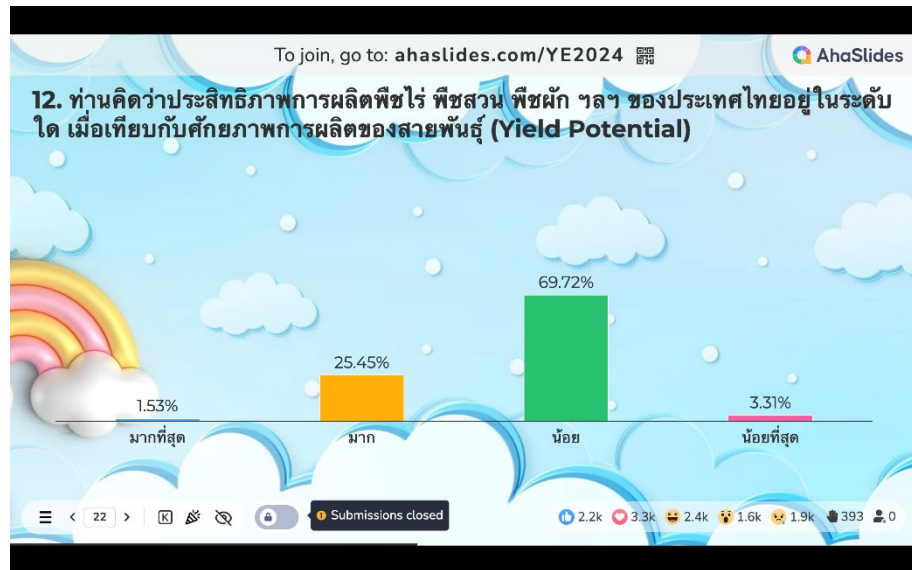 To join, go to: ahaslides.com/YE2024
AhaSlides
12. ท่านคิดว่าประสิทธิภาพการผลิตพืชไร่ พืชสวน พืชผัก ฯลฯ ของประเทศไทยอยู่ในระดับ
ใด เมื่อเทียบกับศักยภาพการผลิตของสายพันธุ์ (Yield Potential)
69.72%
25.45%
1.53%
3.31%
มากที่สุด
มาก
น้อย
น้อยที่สุด
22
K
Submissions closed
2.2k 3.3k 2.4k 1.6k 1.9k 393 0